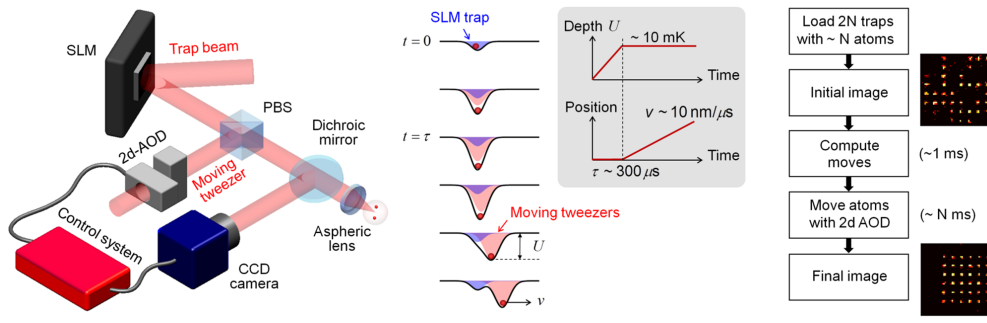 SLM
Trap beam
PBS
Dichroic
mirror
2d-AOD
Moving
tweezer
Control system
CCD
camera
Aspheric
lens
SLM trap
t = 0
t = τ
Moving tweezers
U
v
Depth U
~ 10 mK
Time
Position
v ~ 10 nm/μs
Time
τ ~ 300 μs
Load 2N traps
with ~ N atoms
Initial image
Compute
moves
(~1 ms)
Move atoms
with 2d AOD
(~ N ms)
Final image